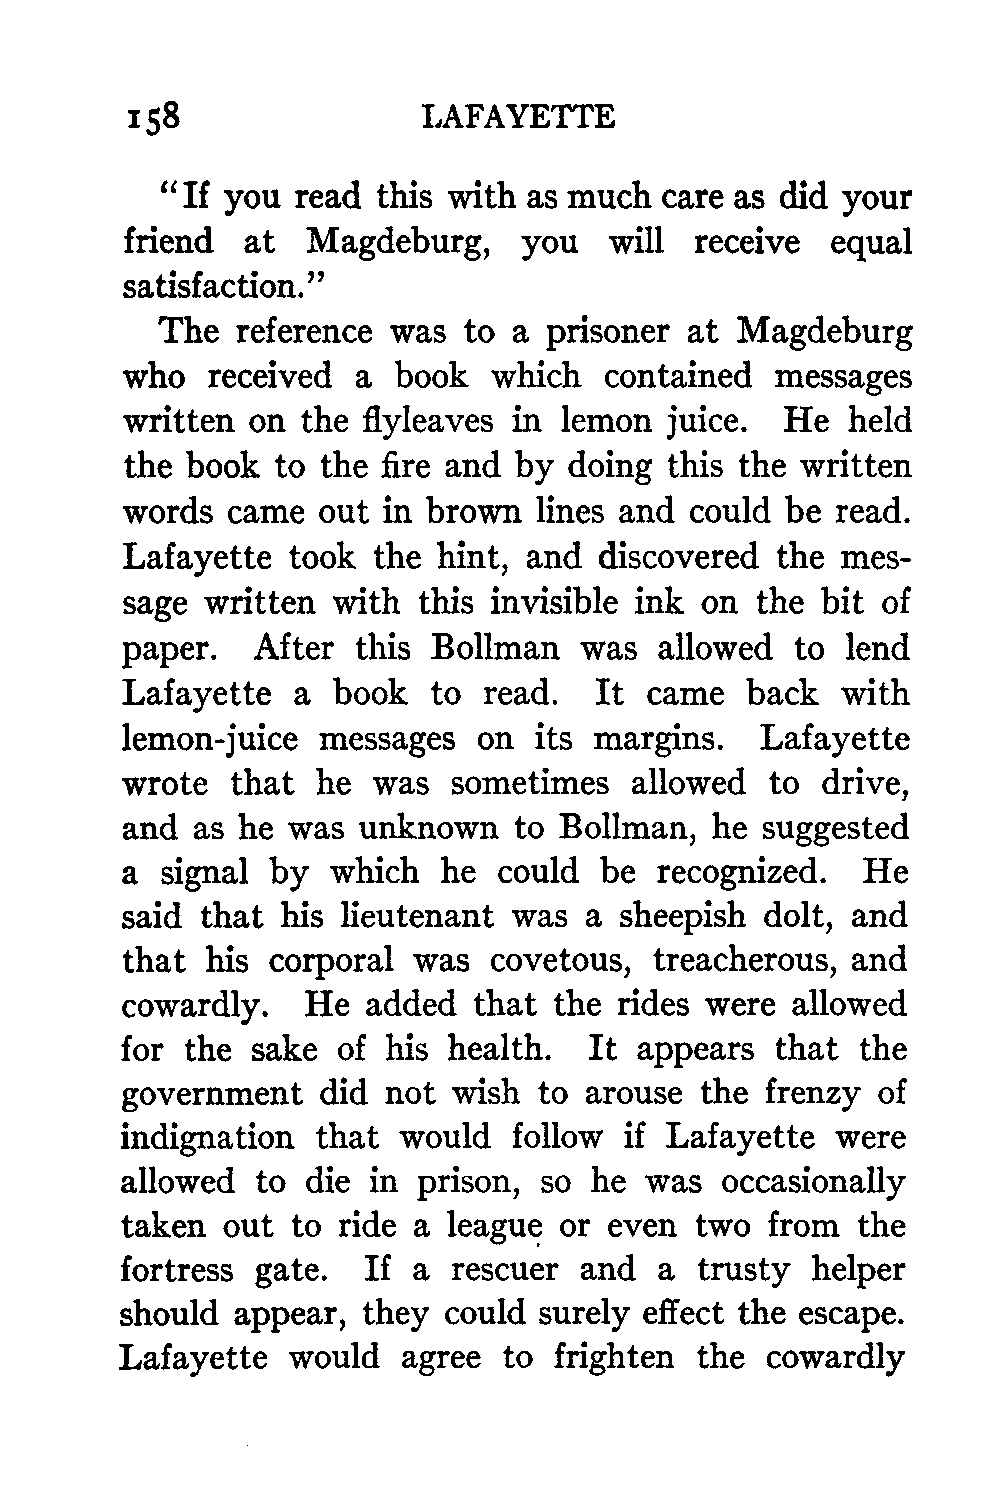 158 LAFAYETTE
"If you read this with as much care as did your
friend at Magdeburg, you will receive equal
satisfaction."
The reference was to a prisoner at Magdeburg
who received a book which contained messages
written on the flyleaves in lemon juice. He held
the book to the fire and by doing this the written
words came out in brown lines and could be read.
Lafayette took the hint, and discovered the mes-
sage written with this invisible ink on the bit of
paper. After this Bollman was allowed to lend
Lafayette a book to read. It came back with
lemon-juice messages on its margins. Lafayette
wrote that he was sometimes allowed to drive,
and as he was unknown to Bollman, he suggested
a signal by which he could be recognized. He
said that his lieutenant was a sheepish dolt, and
that his corporal was covetous, treacherous, and
cowardly. He added that the rides were allowed
for the sake of his health. It appears that the
government did not wish to arouse the frenzy of
indignation that would follow if Lafayette were
allowed to die in prison, so he was occasionally
taken out to ride a league or even two from the
fortress gate. If a rescuer and a trusty helper
should appear, they could surely effect the escape.
Lafayette would agree to frighten the cowardly